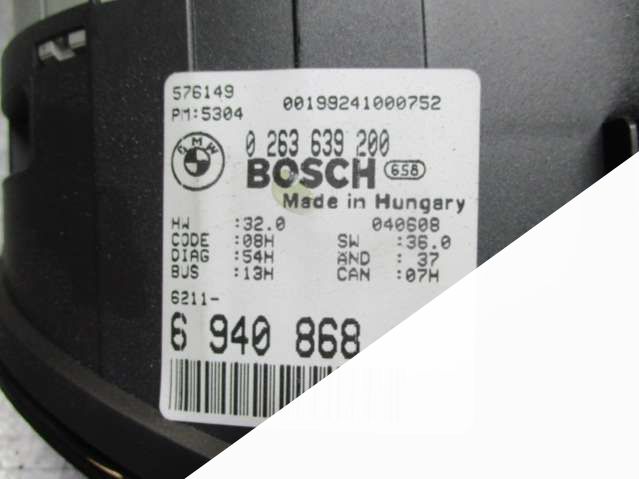 576149
PM:5304 00199241000752
BMW 0 263 639 200
BOSCH 658
Made in Hungary
HW :32.0 040608
CODE :08H SW :36.0
DIAG :54H AND : 37
BUS :13H CAN :07H
6211-
6 940 868